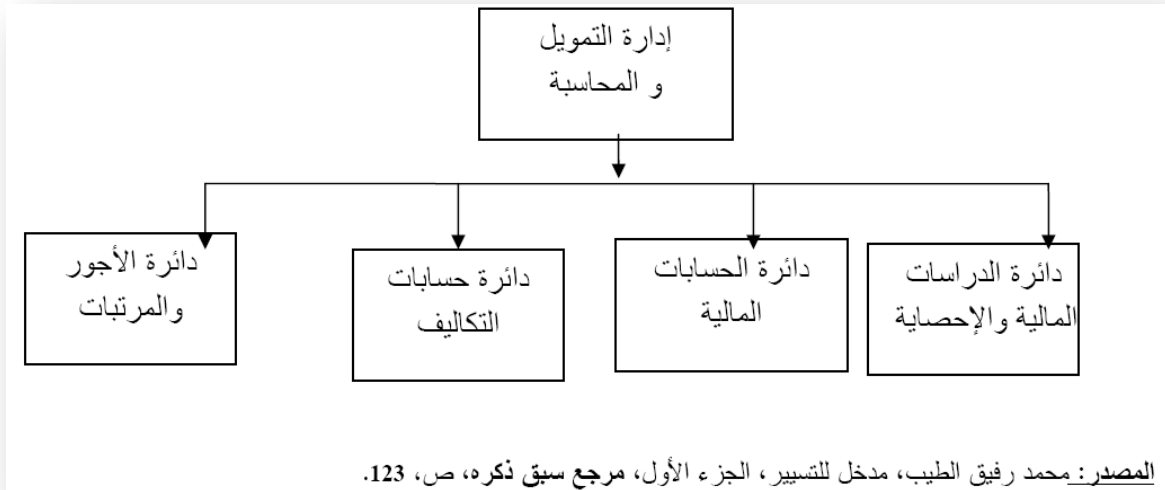 إدارة التمويل
و المحاسبة
دائرة الدراسات
المالية والإحصاية
دائرة الحسابات
المالية
دائرة حسابات
التكاليف
دائرة الأجور
والمرتبات
المصدر: محمد رفيق الطيب، مدخل للتسيير، الجزء الأول، مرجع سبق ذكره، ص، 123.